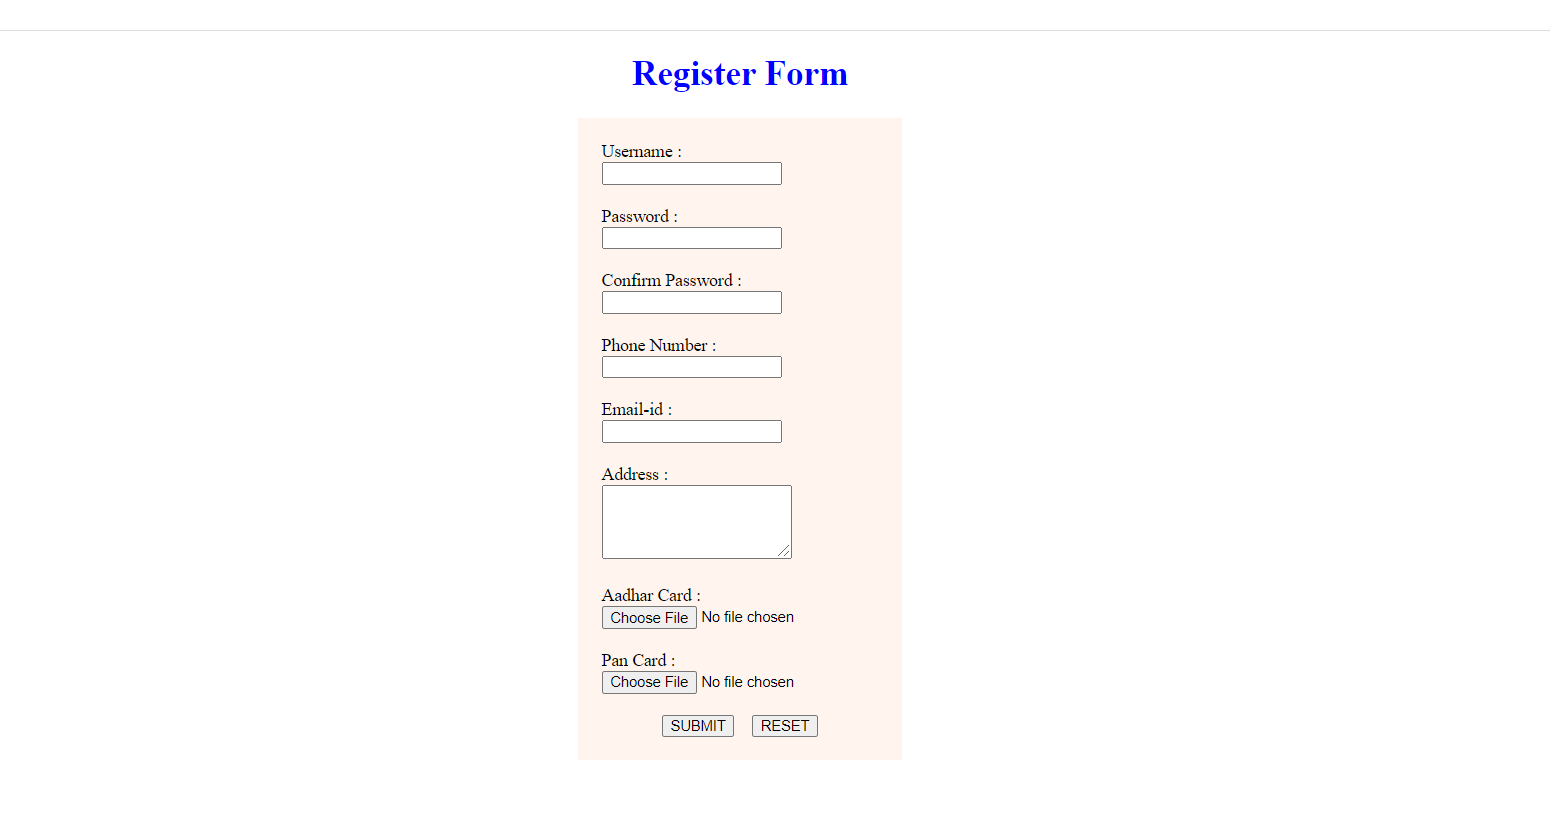 Register Form
Username :
Password :
Confirm Password :
Phone Number :
Email-id :
Address :
Aadhar Card :
Choose File No file chosen
Pan Card :
Choose File No file chosen
SUBMIT RESET